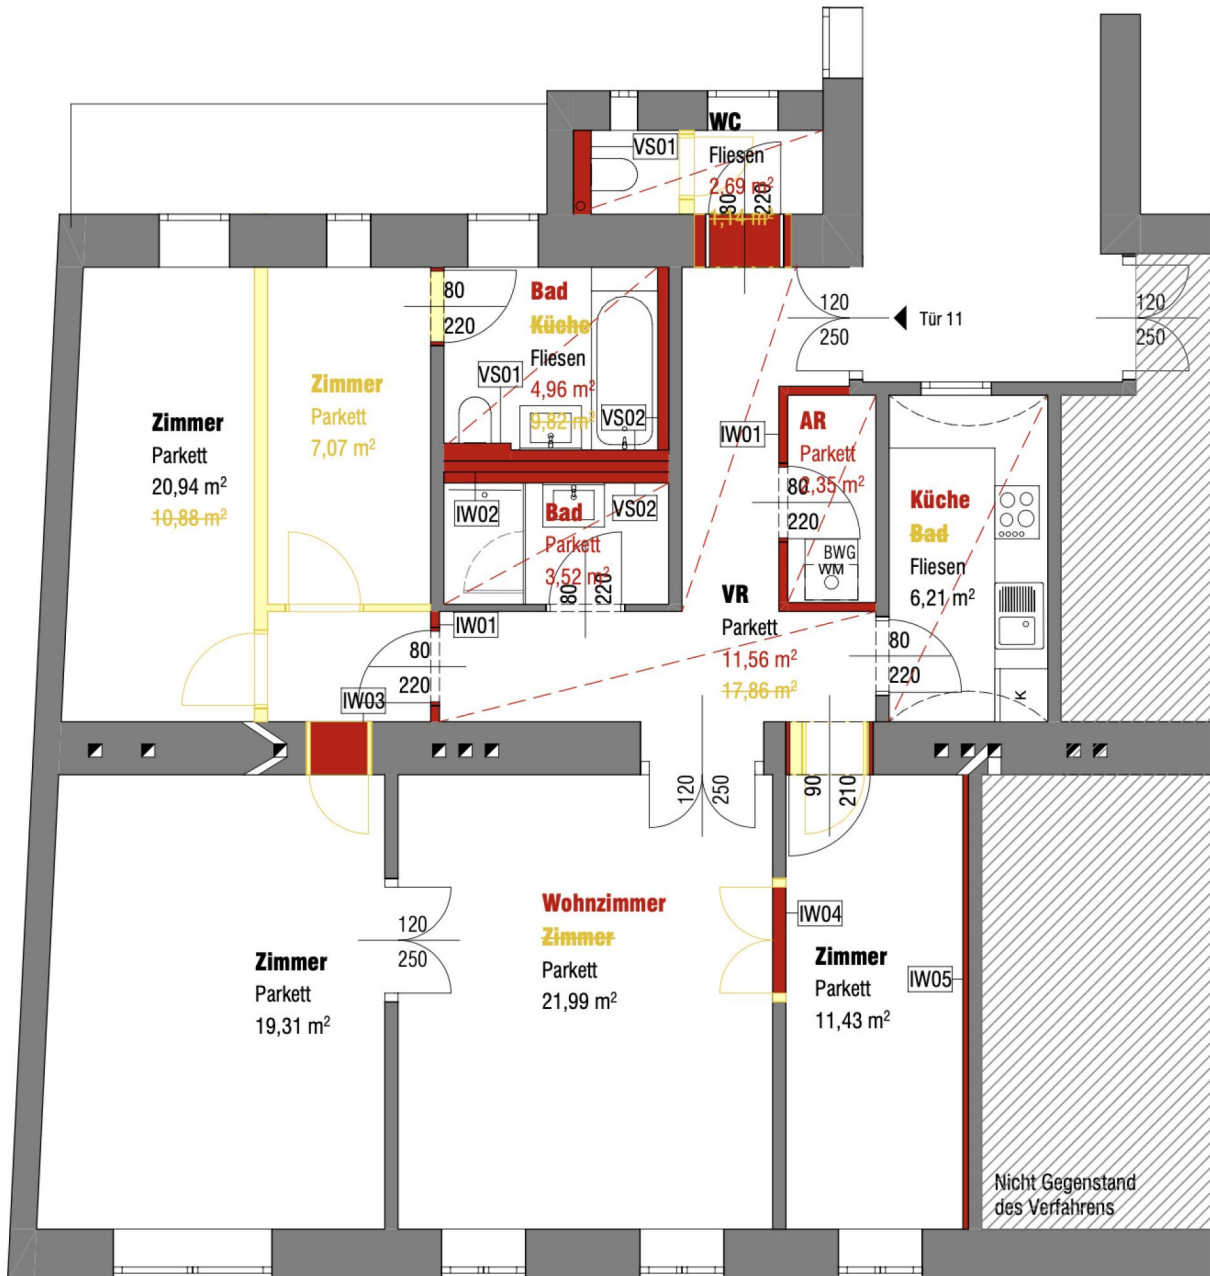 WC
Fliesen
2,69 m²
1,14 m²
VS01
80
220
80
220
Bad
Küche
Fliesen
4,96 m²
9,82 m²
VS01
VS02
120
250
Tür 11
120
250
Zimmer
Parkett
7,07 m²
Zimmer
Parkett
20,94 m²
10,88 m²
IW01
AR
Parkett
2,35 m²
80
220
BWG
WM
Küche
Bad
Fliesen
6,21 m²
IW02
Bad
Parkett
3,52 m²
VS02
80
220
IW01
VR
Parkett
11,56 m²
17,86 m²
80
220
80
220
K
IW03
120
250
90
210
Wohnzimmer
Zimmer
Parkett
21,99 m²
IW04
120
250
Zimmer
Parkett
19,31 m²
Zimmer
Parkett
11,43 m²
IW05
Nicht Gegenstand
des Verfahrens